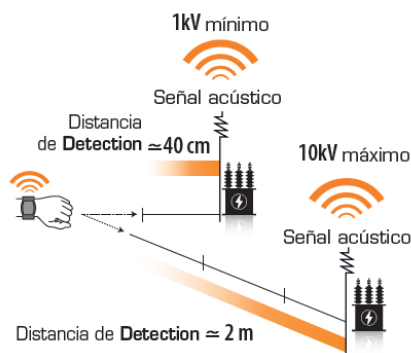 1kV mínimo
Señal acústico
Distancia
de Detection ≃40 cm
10kV máximo
Señal acústico
Distancia de Detection ≃ 2 m